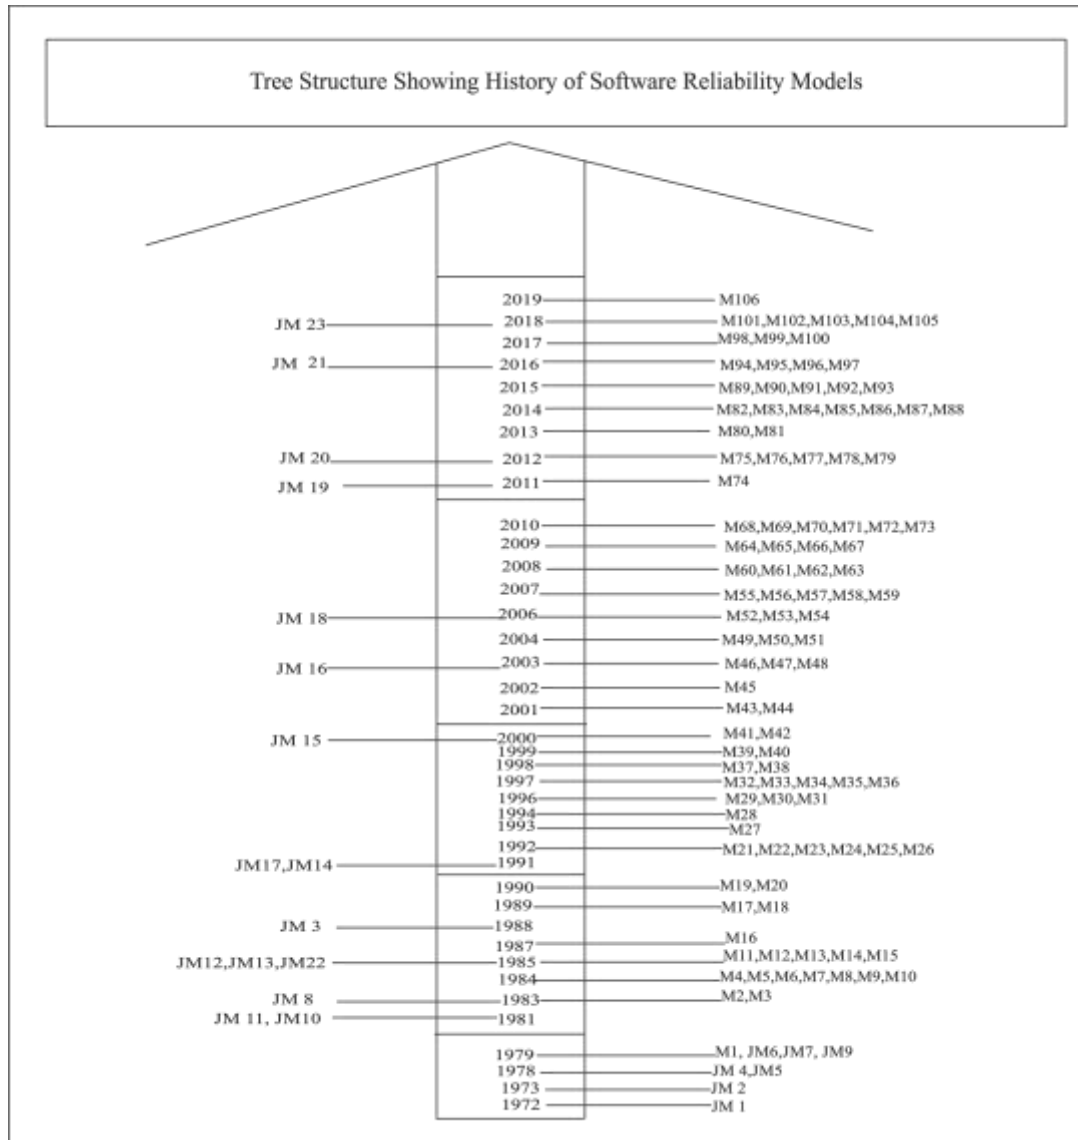 Tree Structure Showing History of Software Reliability Models
2019 M106
JM 23 2018 M101,M102,M103,M104,M105
2017 M98,M99,M100
JM 21 2016 M94,M95,M96,M97
2015 M89,M90,M91,M92,M93
2014 M82,M83,M84,M85,M86,M87,M88
2013 M80,M81
JM 20 2012 M75,M76,M77,M78,M79
JM 19 2011 M74
2010 M68,M69,M70,M71,M72,M73
2009 M64,M65,M66,M67
2008 M60,M61,M62,M63
2007 M55,M56,M57,M58,M59
JM 18 2006 M52,M53,M54
2004 M49,M50,M51
JM 16 2003 M46,M47,M48
2002 M45
2001 M43,M44
JM 15 2000 M41,M42
1999 M39,M40
1998 M37,M38
1997 M32,M33,M34,M35,M36
1996 M29,M30,M31
1994 M28
1993 M27
1992 M21,M22,M23,M24,M25,M26
JM17,JM14 1991
1990 M19,M20
1989 M17,M18
JM 3 1988
1987 M16
JM12,JM13,JM22 1985 M11,M12,M13,M14,M15
1984 M4,M5,M6,M7,M8,M9,M10
JM 8 1983 M2,M3
JM 11, JM10 1981
1979 M1, JM6,JM7, JM9
1978 JM 4,JM5
1973 JM 2
1972 JM 1